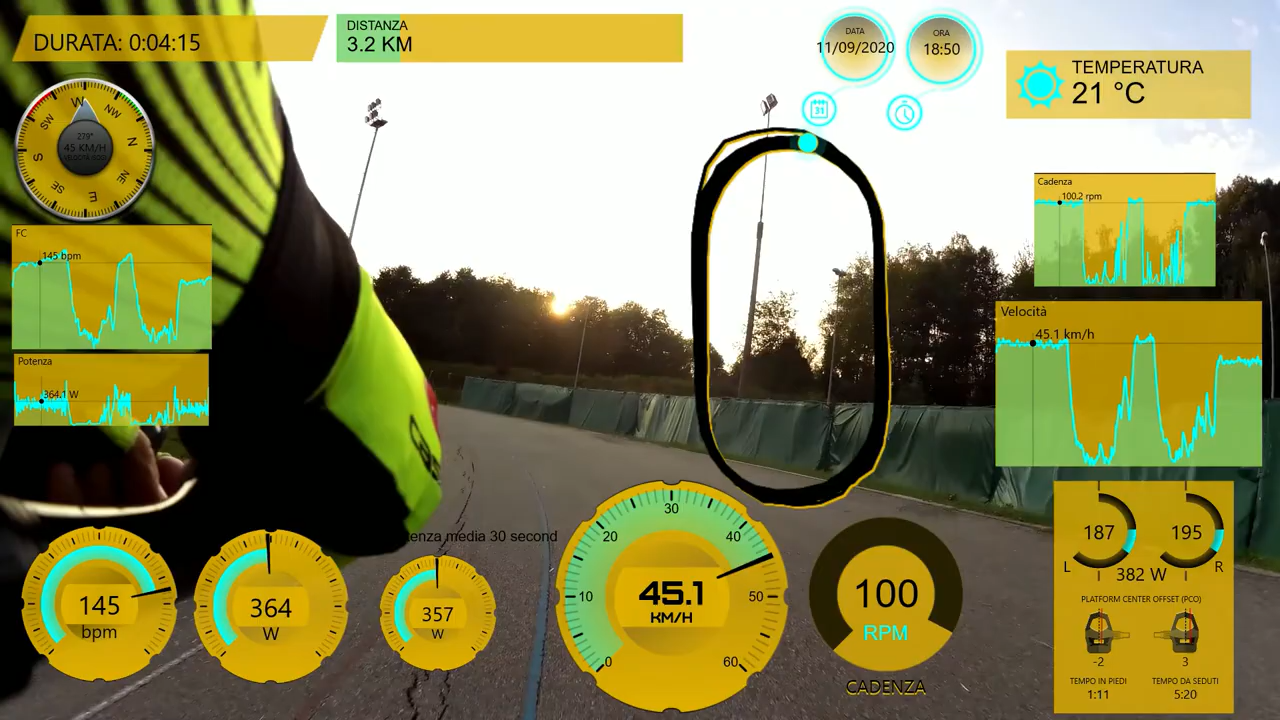 DURATA: 0:04:15
DISTANZA
3.2 KM
DATA
11/09/2020
ORA
18:50
31
TEMPERATURA
21 °C
W
NW
N
NE
E
SE
S
SW
279°
45 KM/H
FC
145 bpm
Potenza
364.1 W
Cadenza
100.2 rpm
Velocità
45.1 km/h
145
bpm
364
W
tenza media 30 second
357
W
0
10
20
30
40
50
60
45.1
KM/H
100
RPM
CADENZA
187
195
L
R
382 W
PLATFORM CENTER OFFSET (PCO)
-2
3
TEMPO IN PIEDI
1:11
TEMPO DA SEDUTI
5:20